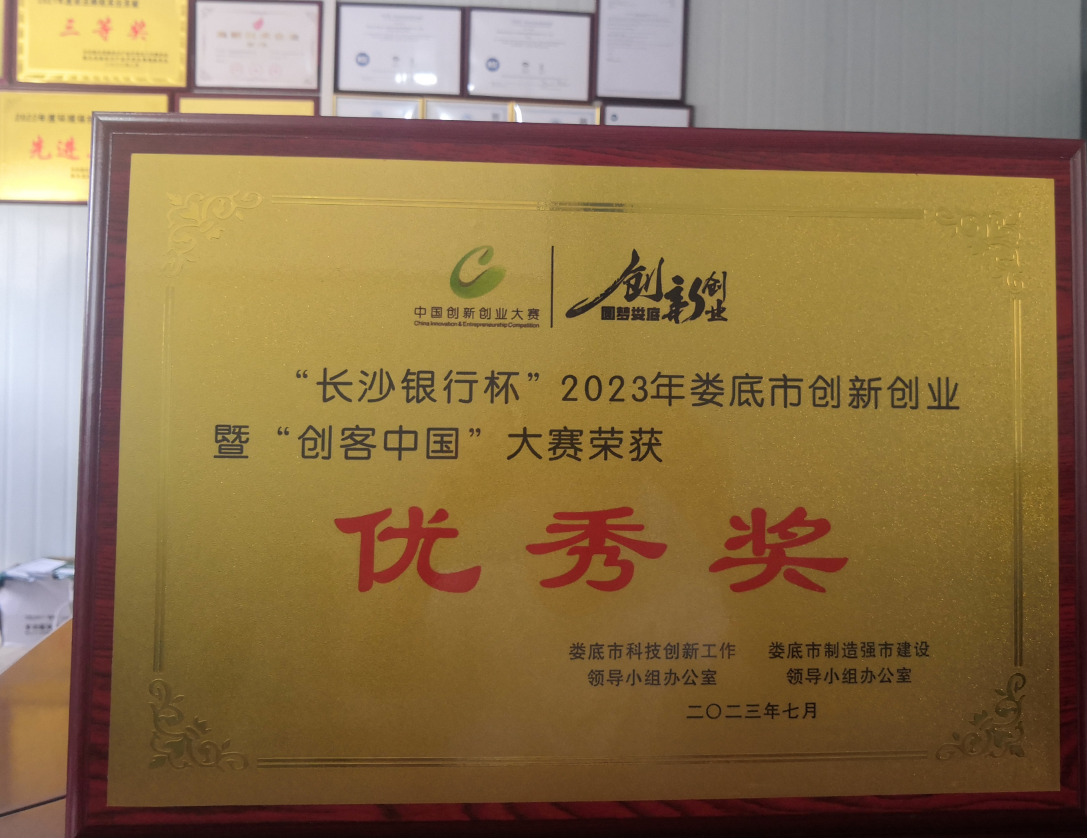 三等奖
先进
中国创新创业大赛
China Innovation & Entrepreneurship Competition
创新创业
圆梦娄底
“长沙银行杯”2023年娄底市创新创业
暨“创客中国”大赛荣获
优秀奖
娄底市科技创新工作 娄底市制造强市建设
领导小组办公室 领导小组办公室
二〇二三年七月